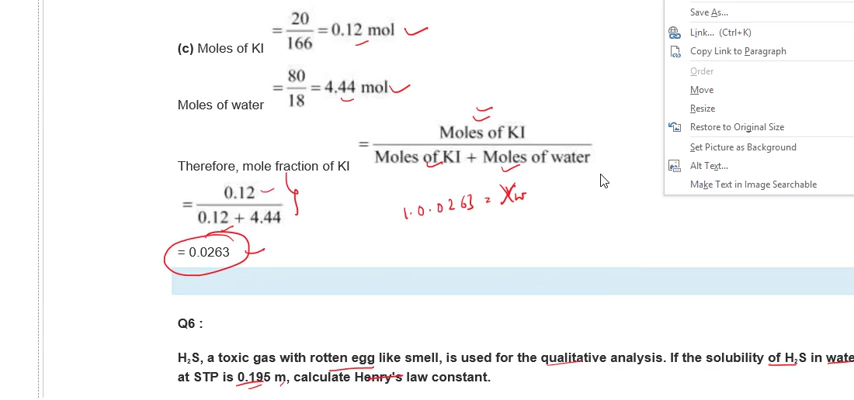 = 20/166 = 0.12 mol
(c) Moles of KI
= 80/18 = 4.44 mol
Moles of water
= Moles of KI / Moles of KI + Moles of water
Therefore, mole fraction of KI
= 0.12 / 0.12 + 4.44
1.0.0263 = Xw
= 0.0263
Q6 :
H₂S, a toxic gas with rotten egg like smell, is used for the qualitative analysis. If the solubility of H₂S in wate
at STP is 0.195 m, calculate Henry's law constant.
Save As...
Link... (Ctrl+K)
Copy Link to Paragraph
Order
Move
Resize
Restore to Original Size
Set Picture as Background
Alt Text...
Make Text in Image Searchable